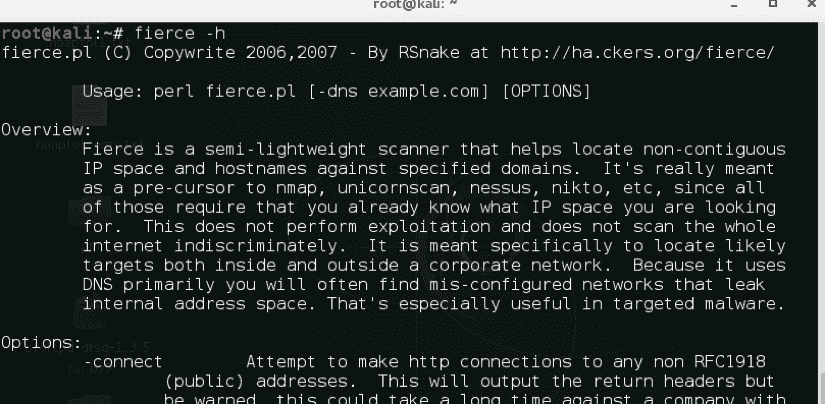 root@kali: ~
root@kali:~# fierce -h
fierce.pl (C) Copywrite 2006,2007 - By RSnake at http://ha.ckers.org/fierce/
Usage: perl fierce.pl [-dns example.com] [OPTIONS]
Overview:
Fierce is a semi-lightweight scanner that helps locate non-contiguous
IP space and hostnames against specified domains.  It's really meant
as a pre-cursor to nmap, unicornscan, nessus, nikto, etc, since all
of those require that you already know what IP space you are looking
for.  This does not perform exploitation and does not scan the whole
internet indiscriminately.  It is meant specifically to locate likely
targets both inside and outside a corporate network.  Because it uses
DNS primarily you will often find mis-configured networks that leak
internal address space. That's especially useful in targeted malware.
Options:
-connect        Attempt to make http connections to any non RFC1918
(public) addresses.  This will output the return headers but
be warned, this could take a long time against a company with